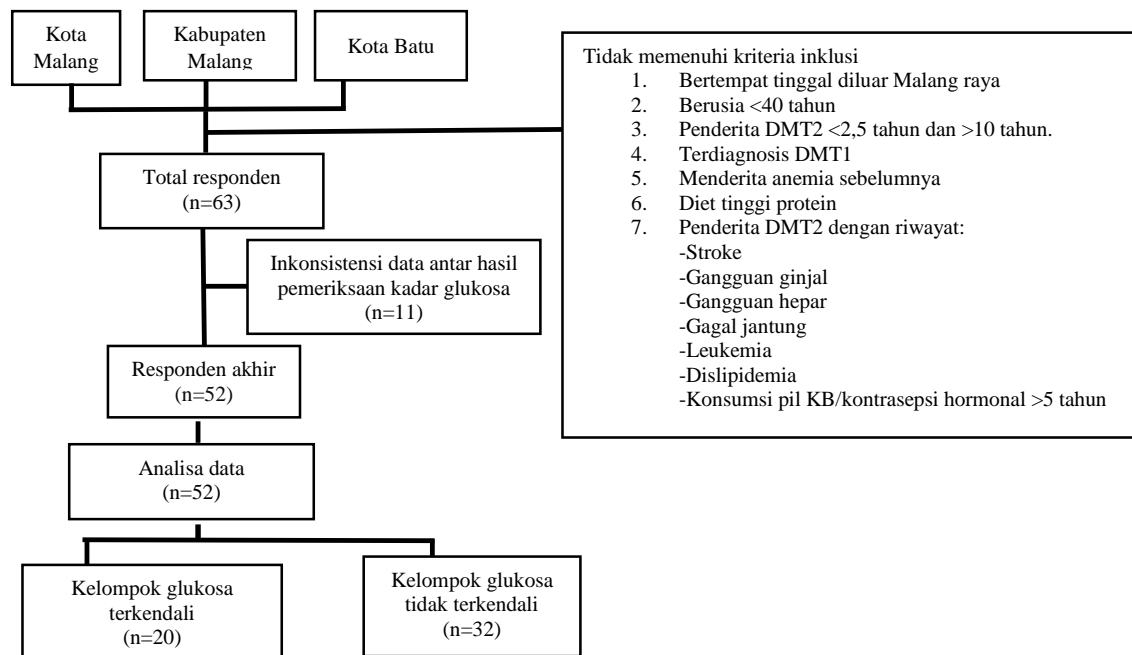 Kota
Malang
Kabupaten
Malang
Kota Batu
Tidak memenuhi kriteria inklusi
1. Bertempat tinggal diluar Malang raya
2. Berusia <40 tahun
3. Penderita DMT2 <2,5 tahun dan >10 tahun.
4. Terdiagnosis DMT1
5. Menderita anemia sebelumnya
6. Diet tinggi protein
7. Penderita DMT2 dengan riwayat:
-Stroke
-Gangguan ginjal
-Gangguan hepar
-Gagal jantung
-Leukemia
-Dislipidemia
-Konsumsi pil KB/kontrasepsi hormonal >5 tahun
Total responden
(n=63)
Inkonsistensi data antar hasil
pemeriksaan kadar glukosa
(n=11)
Responden akhir
(n=52)
Analisa data
(n=52)
Kelompok glukosa
terkendali
(n=20)
Kelompok glukosa
tidak terkendali
(n=32)